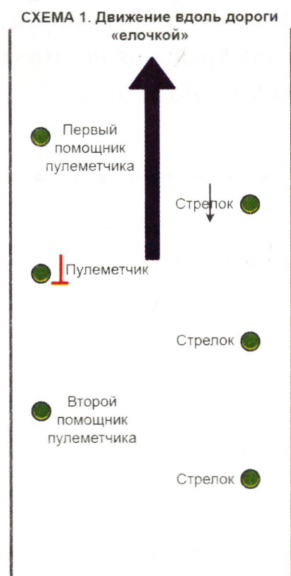 СХЕМА 1. Движение вдоль дороги
«елочкой»
Первый
помощник
пулеметчика
Стрелок
Пулеметчик
Стрелок
Второй
помощник
пулеметчика
Стрелок